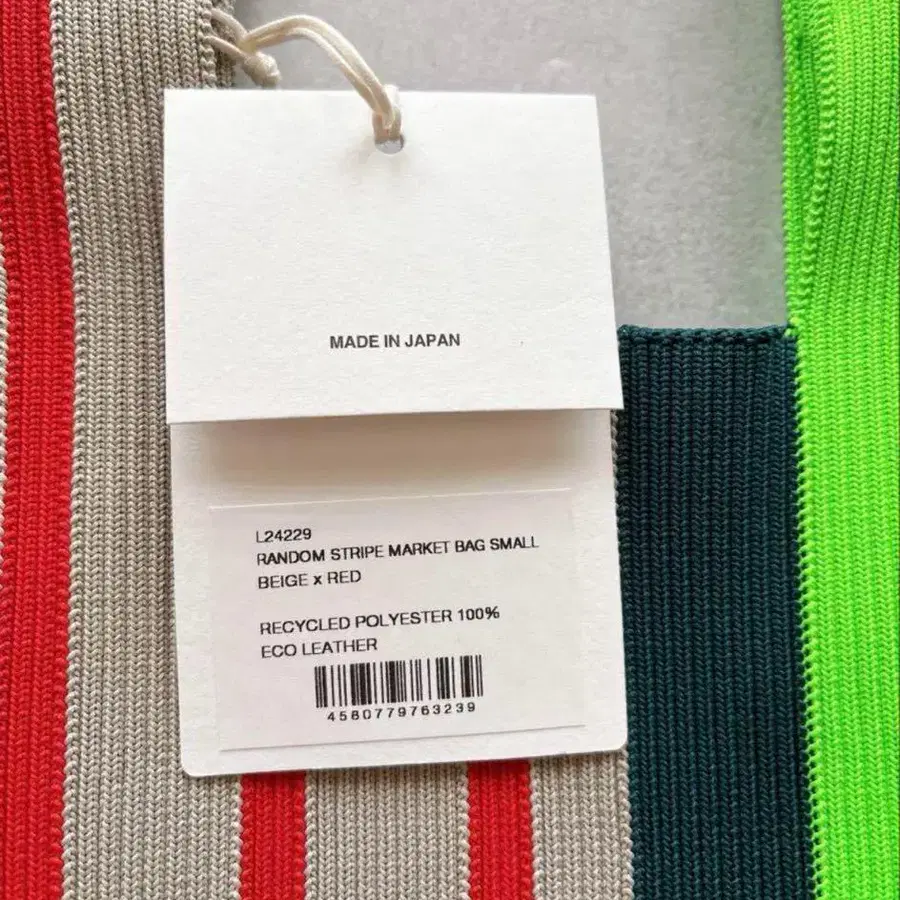 MADE IN JAPAN
L24229
RANDOM STRIPE MARKET BAG SMALL
BEIGE x RED
RECYCLED POLYESTER 100%
ECO LEATHER
4580779763239